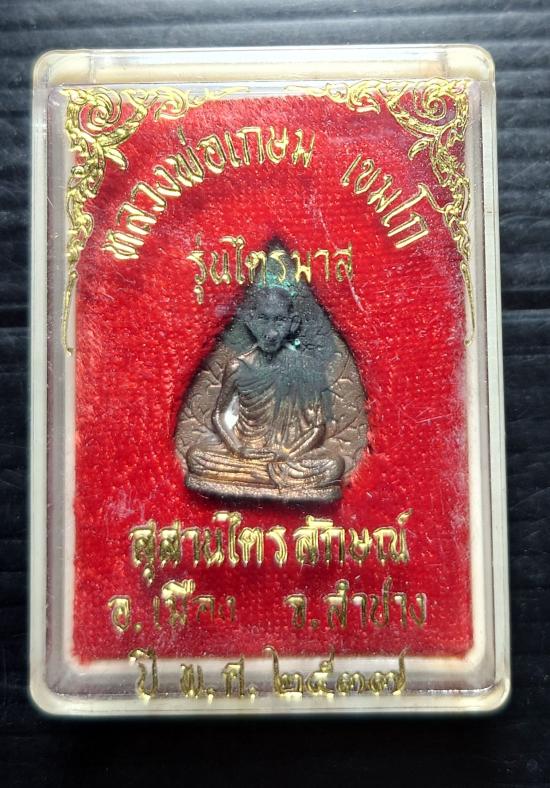 หลวงพ่อเกษม เขมโก
รุ่นไตรมาส
สุสานไตรลักษณ์
อ.เมือง จ.ลำปาง
ปี พ.ศ. ๒๕๓๗